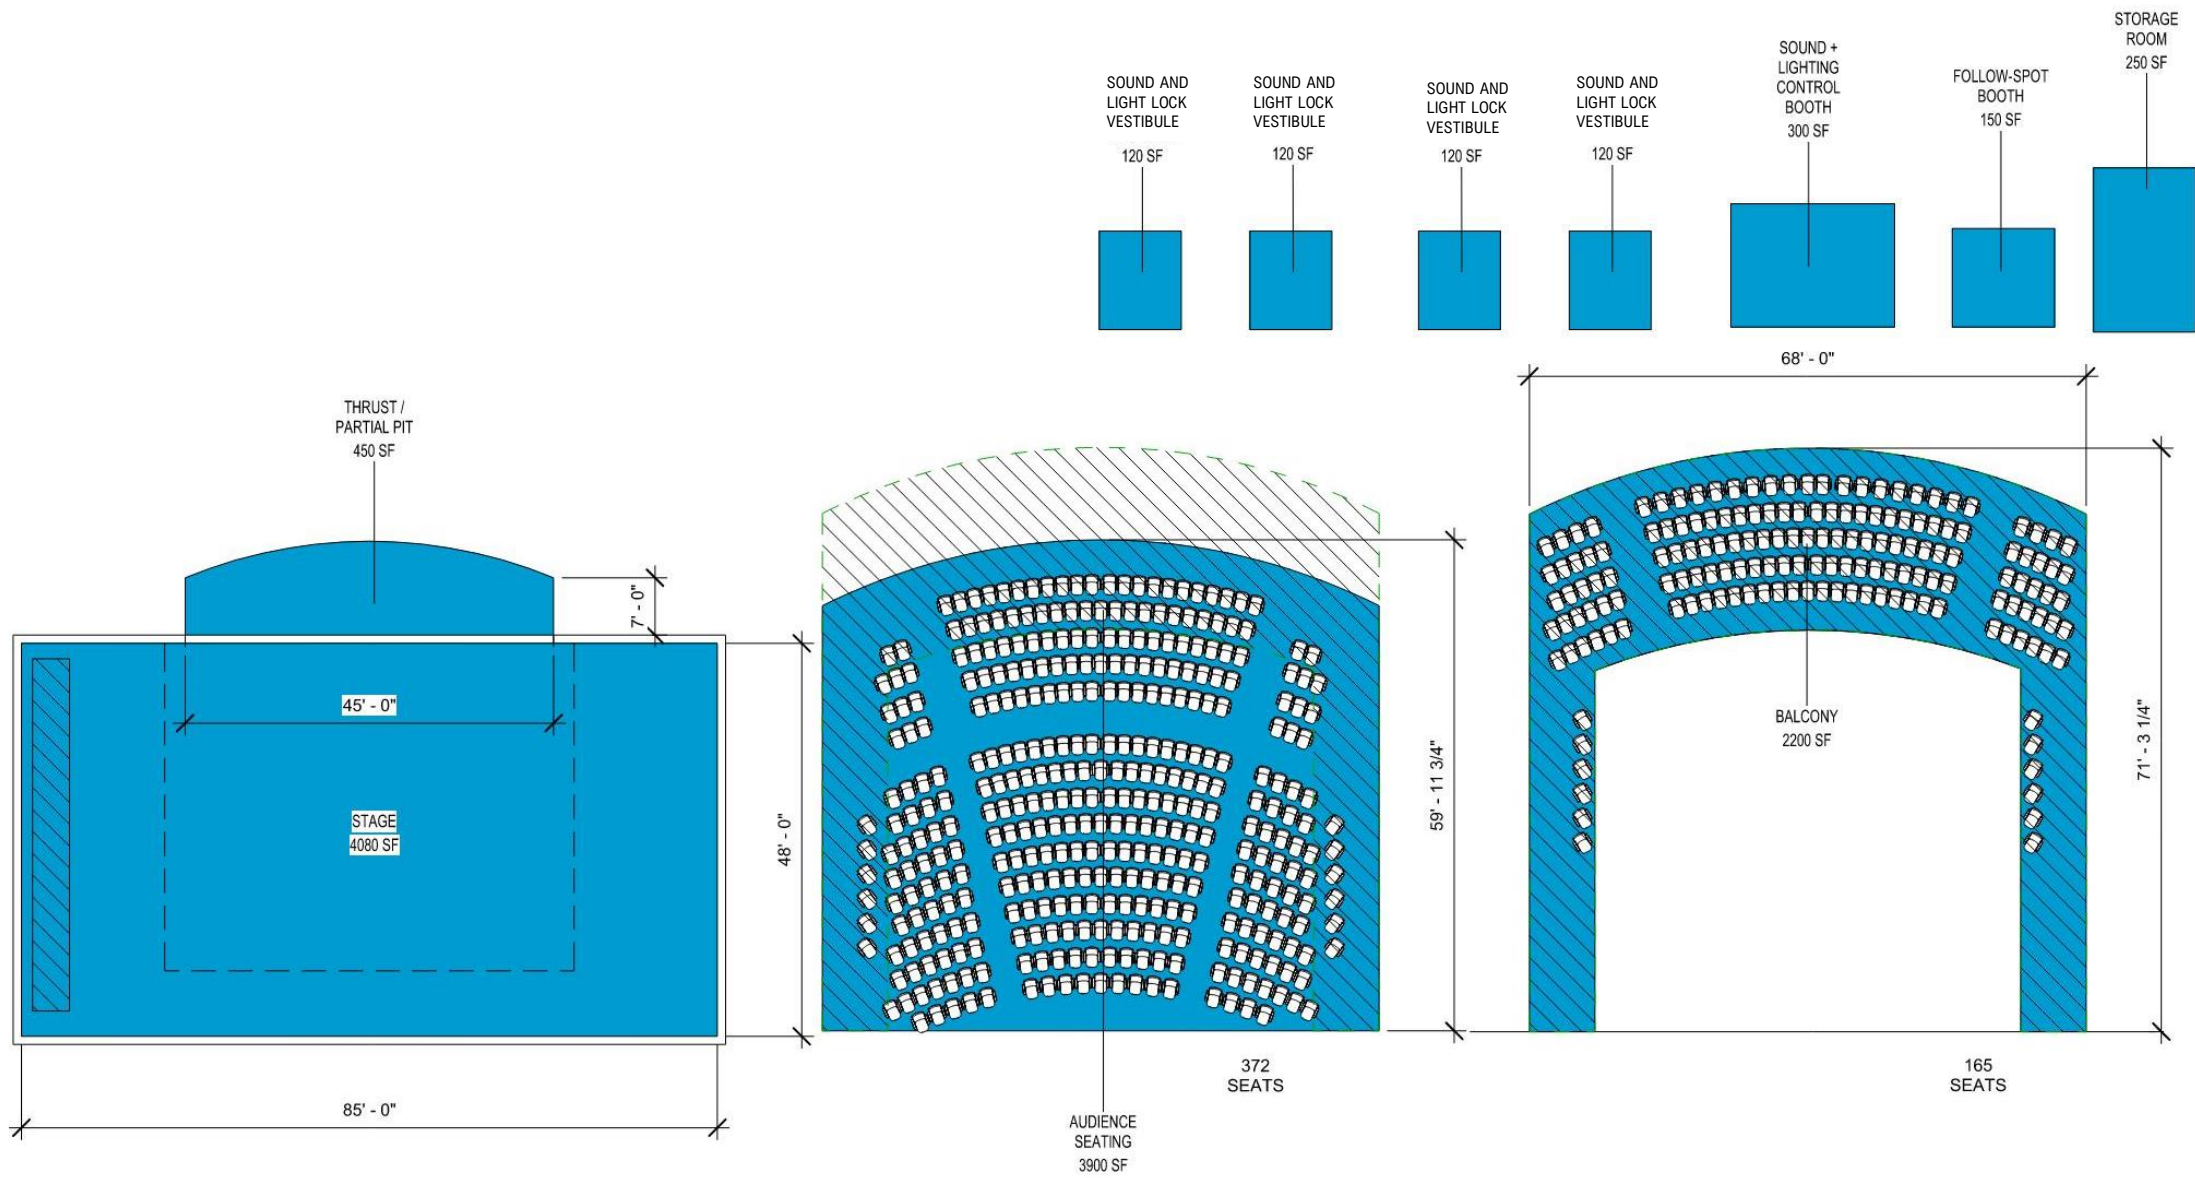 STORAGE
ROOM
250 SF
SOUND +
LIGHTING
CONTROL
BOOTH
300 SF
FOLLOW-SPOT
BOOTH
150 SF
SOUND AND
LIGHT LOCK
VESTIBULE
120 SF
SOUND AND
LIGHT LOCK
VESTIBULE
120 SF
SOUND AND
LIGHT LOCK
VESTIBULE
120 SF
SOUND AND
LIGHT LOCK
VESTIBULE
120 SF
68' - 0"
THRUST /
PARTIAL PIT
450 SF
7' - 0"
45' - 0"
STAGE
4080 SF
48' - 0"
85' - 0"
59' - 11 3/4"
372
SEATS
AUDIENCE
SEATING
3900 SF
BALCONY
2200 SF
71' - 3 1/4"
165
SEATS